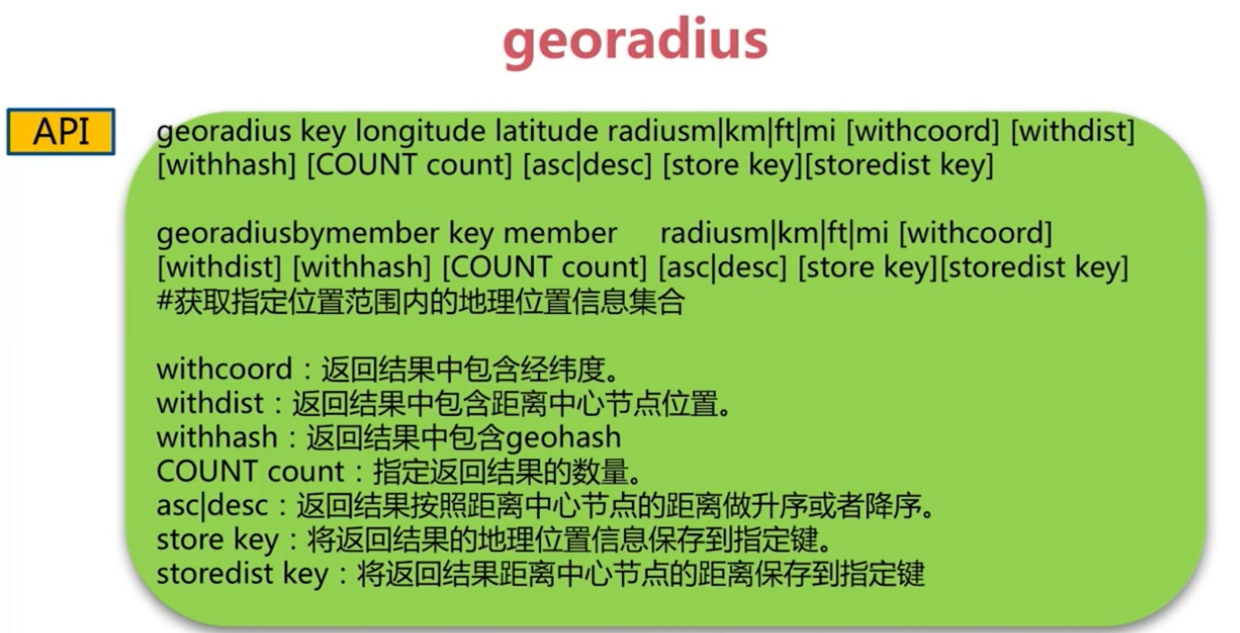 georadius
API
georadius key longitude latitude radiusm|km|ft|mi [withcoord] [withdist]
[withhash] [COUNT count] [asc|desc] [store key][storedist key]
georadiusbymember key member radiusm|km|ft|mi [withcoord]
[withdist] [withhash] [COUNT count] [asc|desc] [store key][storedist key]
#获取指定位置范围内的地理位置信息集合
withcoord：返回结果中包含经纬度。
withdist：返回结果中包含距离中心节点位置。
withhash：返回结果中包含geohash
COUNT count：指定返回结果的数量。
asc|desc：返回结果按照距离中心节点的距离做升序或者降序。
store key：将返回结果的地理位置信息保存到指定键。
storedist key：将返回结果距离中心节点的距离保存到指定键